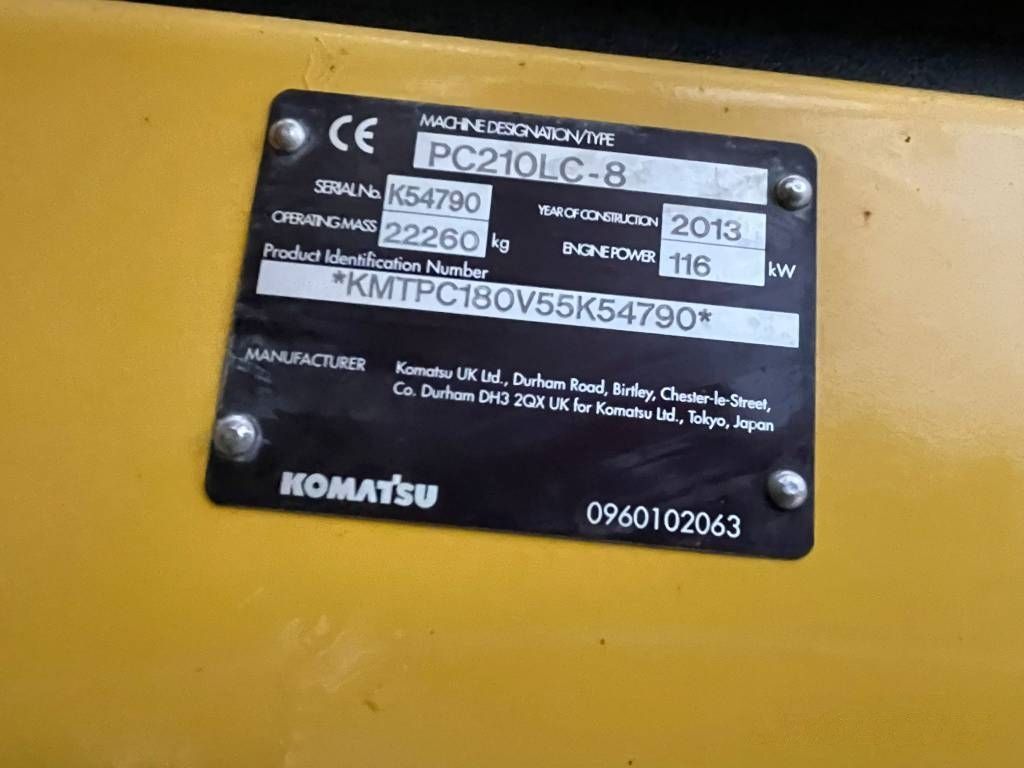 CE MACHINE DESIGNATION/TYPE
PC210LC-8
SERIAL No. K54790 YEAR OF CONSTRUCTION 2013
OPERATING MASS 22260 kg ENGINE POWER 116 kW
Product Identification Number
*KMTPC180V55K54790*
MANUFACTURER Komatsu UK Ltd., Durham Road, Birtley, Chester-le-Street,
Co. Durham DH3 2QX UK for Komatsu Ltd., Tokyo, Japan
KOMATSU 0960102063